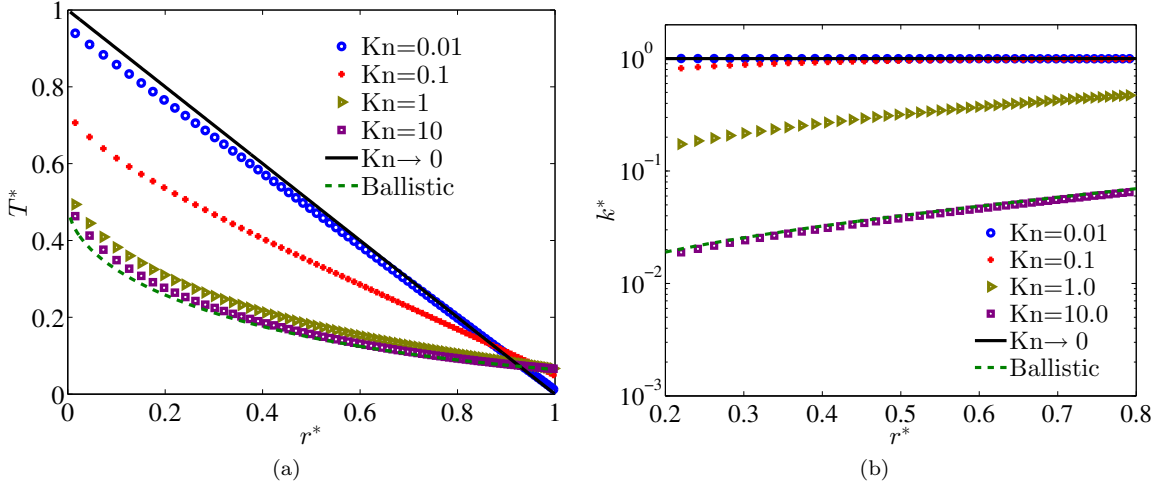 1
0.8
0.6
0.4
0.2
0
T*
0
0.2
0.4
0.6
0.8
1
r*
Kn=0.01
Kn=0.1
Kn=1
Kn=10
Kn→ 0
Ballistic
(a)
10^0
10^-1
10^-2
10^-3
k*
0.2
0.3
0.4
0.5
0.6
0.7
0.8
r*
Kn=0.01
Kn=0.1
Kn=1.0
Kn=10.0
Kn→ 0
Ballistic
(b)